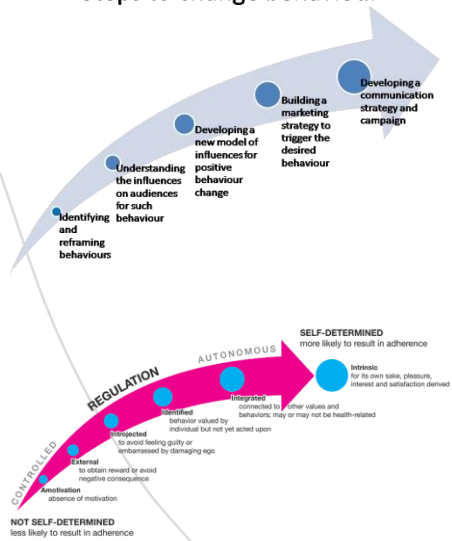 Developing a
communication
strategy and
campaign
Building a
marketing
strategy to
trigger the
desired
behaviour
Developing a
new model of
influences for
positive
behaviour
change
Understanding
the influences
on audiences
for such
behaviour
Identifying
and
reframing
behaviours
SELF-DETERMINED
more likely to result in adherence
AUTONOMOUS
REGULATION
CONTROLLED
Intrinsic
for its own sake, pleasure,
interest and satisfaction derived
Integrated
connected to other values and
behaviors; may or may not be health-related
Identified
behavior valued by
individual but not yet acted upon
Introjected
to avoid feeling guilty or
embarrassed by damaging ego
External
to obtain reward or avoid
negative consequence
Amotivation
absence of motivation
NOT SELF-DETERMINED
less likely to result in adherence